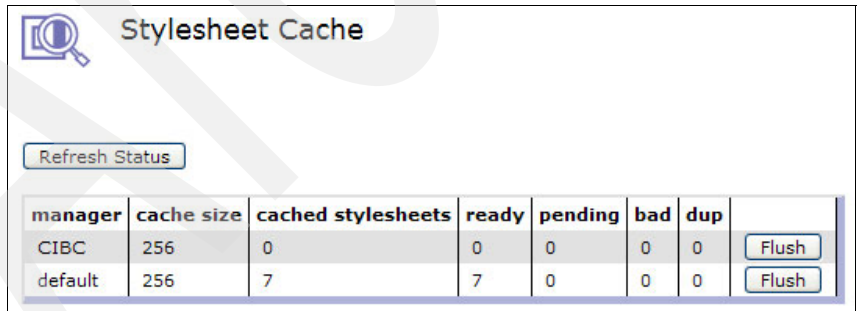 Stylesheet Cache
Refresh Status
manager cache size cached stylesheets ready pending bad dup
CIBC 256 0 0 0 0 0 Flush
default 256 7 7 0 0 0 Flush